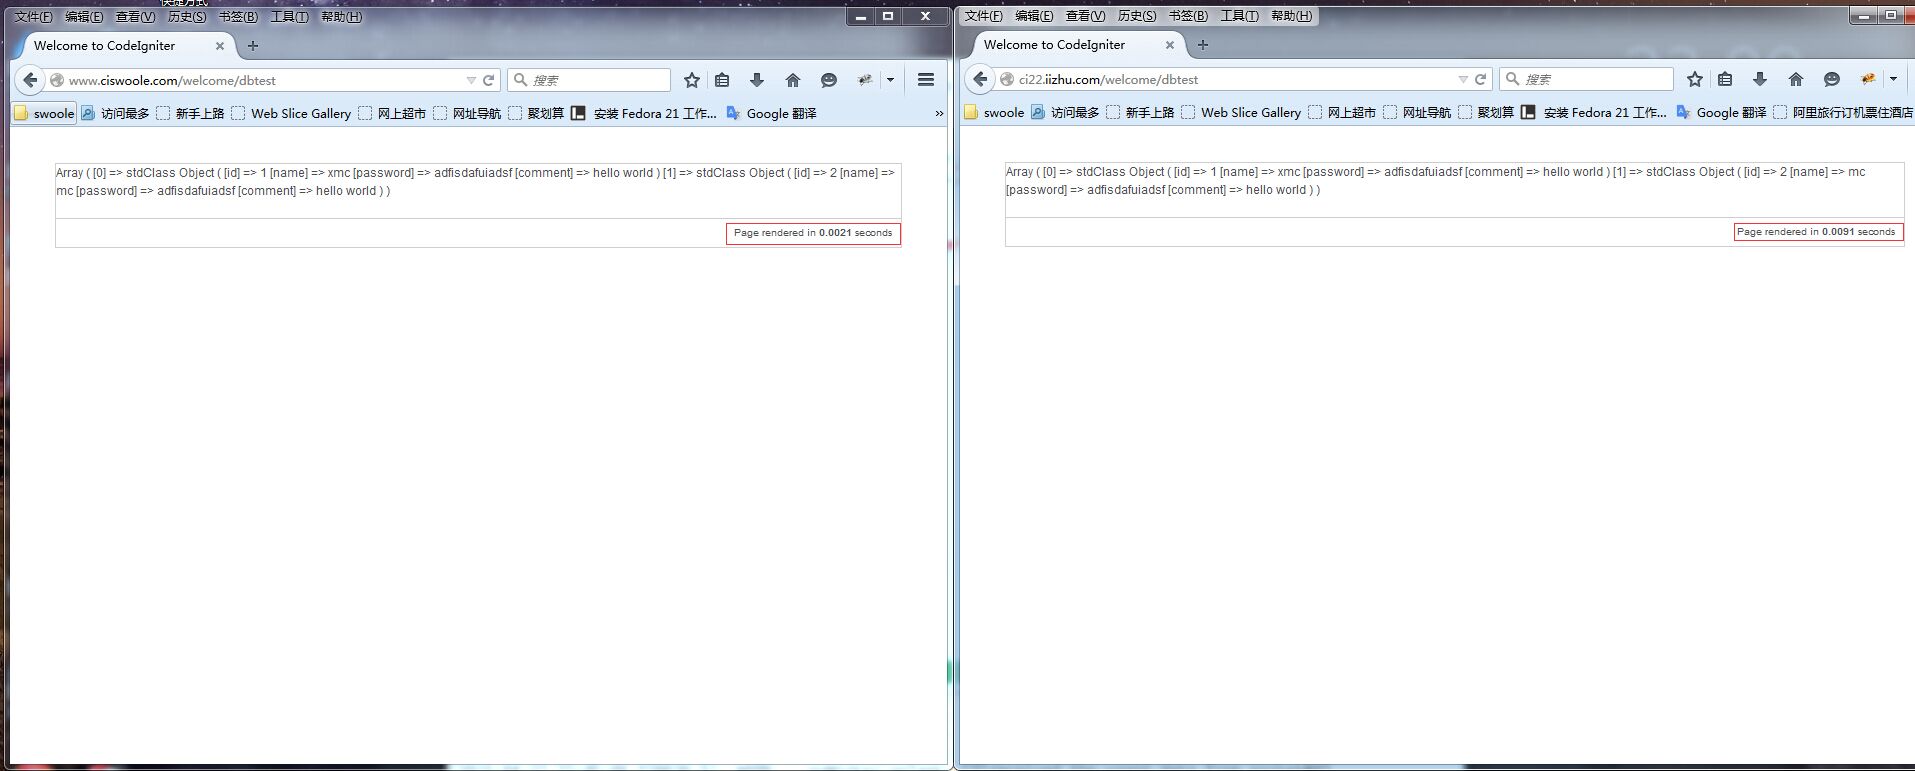 快捷方式
文件(F) 编辑(E) 查看(V) 历史(S) 书签(B) 工具(T) 帮助(H)
Welcome to CodeIgniter
www.ciswoole.com/welcome/dbtest
搜索
swoole 访问最多 新手上路 Web Slice Gallery 网上超市 网址导航 聚划算 安装 Fedora 21 工作... Google 翻译 »
Array ( [0] => stdClass Object ( [id] => 1 [name] => xmc [password] => adfisdafuiadsf [comment] => hello world ) [1] => stdClass Object ( [id] => 2 [name] =>
mc [password] => adfisdafuiadsf [comment] => hello world ) )
Page rendered in 0.0021 seconds
文件(F) 编辑(E) 查看(V) 历史(S) 书签(B) 工具(T) 帮助(H)
Welcome to CodeIgniter
ci22.iizhu.com/welcome/dbtest
搜索
swoole 访问最多 新手上路 Web Slice Gallery 网上超市 网址导航 聚划算 安装 Fedora 21 工作... Google 翻译 阿里旅行订机票住酒店
Array ( [0] => stdClass Object ( [id] => 1 [name] => xmc [password] => adfisdafuiadsf [comment] => hello world ) [1] => stdClass Object ( [id] => 2 [name] => mc
[password] => adfisdafuiadsf [comment] => hello world ) )
Page rendered in 0.0091 seconds